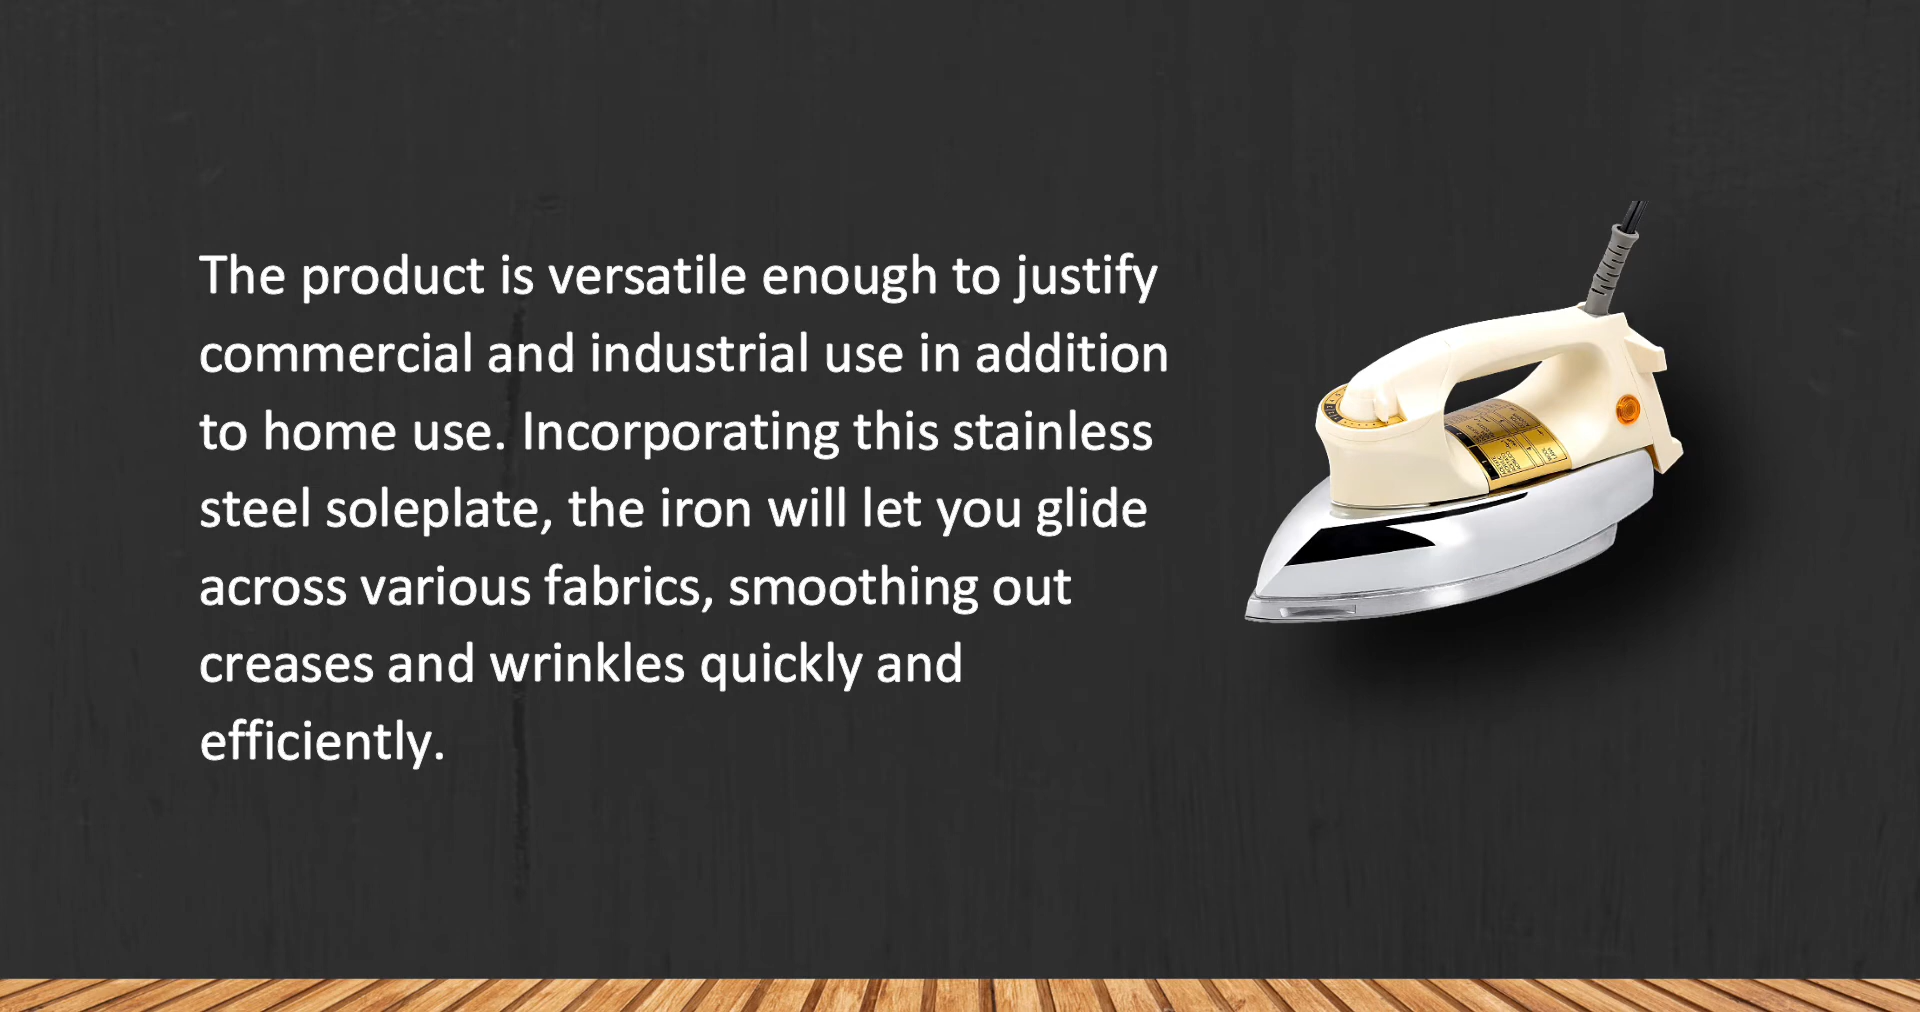 The product is versatile enough to justify
commercial and industrial use in addition
to home use. Incorporating this stainless
steel soleplate, the iron will let you glide
across various fabrics, smoothing out
creases and wrinkles quickly and
efficiently.